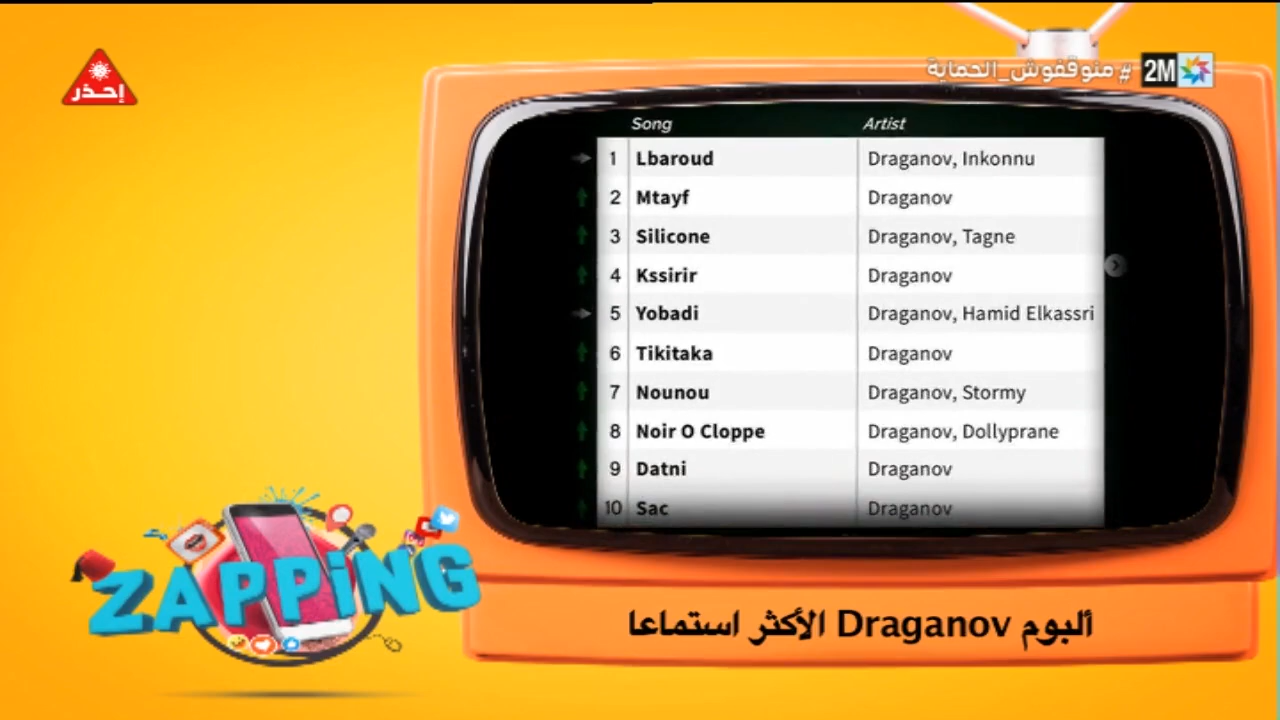 إحذر
# منوقفوش_الحماية 2M
Song Artist
1 Lbaroud Draganov, Inkonnu
2 Mtayf Draganov
3 Silicone Draganov, Tagne
4 Kssirir Draganov
5 Yobadi Draganov, Hamid Elkassri
6 Tikitaka Draganov
7 Nounou Draganov, Stormy
8 Noir O Cloppe Draganov, Dollyprane
9 Datni Draganov
10 Sac Draganov
ZAPPiNG
ألبوم Draganov الأكثر استماعا